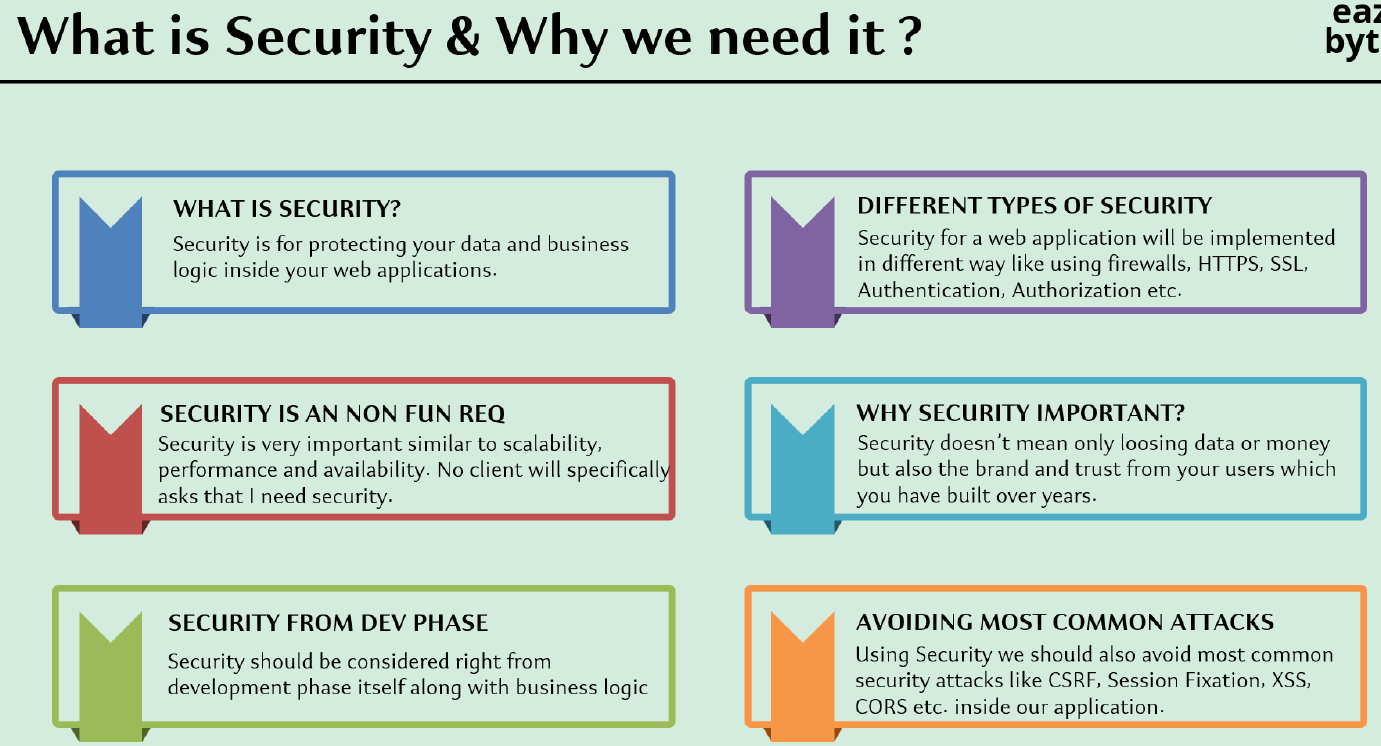 What is Security & Why we need it ?
eaz
byt
WHAT IS SECURITY?
Security is for protecting your data and business
logic inside your web applications.
DIFFERENT TYPES OF SECURITY
Security for a web application will be implemented
in different way like using firewalls, HTTPS, SSL,
Authentication, Authorization etc.
SECURITY IS AN NON FUN REQ
Security is very important similar to scalability,
performance and availability. No client will specifically
asks that I need security.
WHY SECURITY IMPORTANT?
Security doesn’t mean only loosing data or money
but also the brand and trust from your users which
you have built over years.
SECURITY FROM DEV PHASE
Security should be considered right from
development phase itself along with business logic
AVOIDING MOST COMMON ATTACKS
Using Security we should also avoid most common
security attacks like CSRF, Session Fixation, XSS,
CORS etc. inside our application.